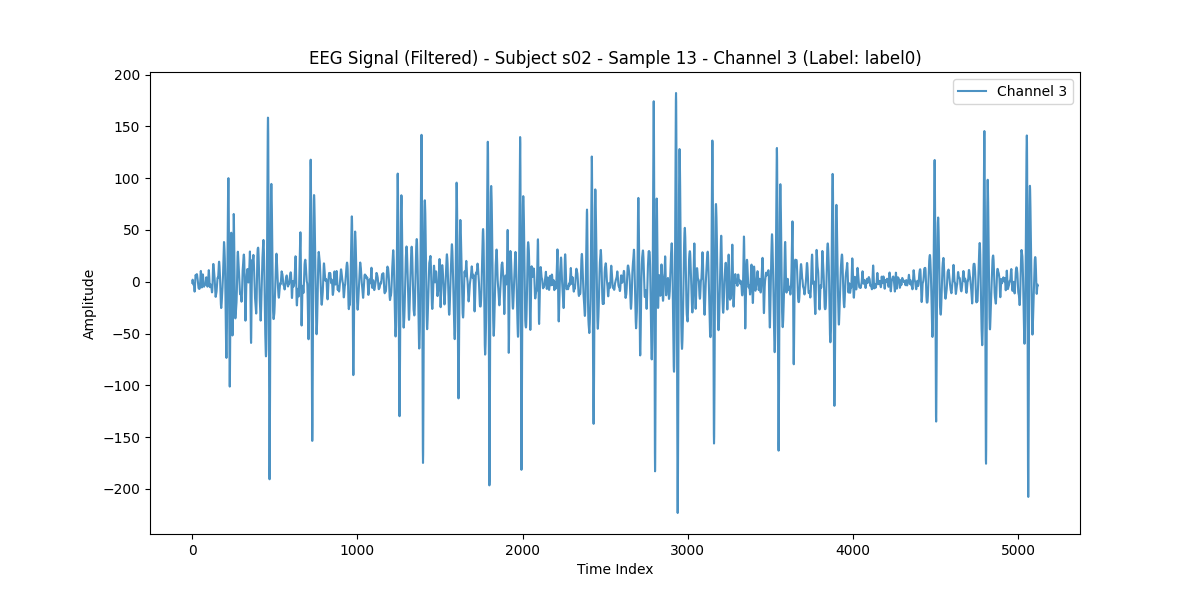 EEG Signal (Filtered) - Subject s02 - Sample 13 - Channel 3 (Label: label0)
Channel 3
200
150
100
50
0
−50
−100
−150
−200
Amplitude
0 1000 2000 3000 4000 5000
Time Index